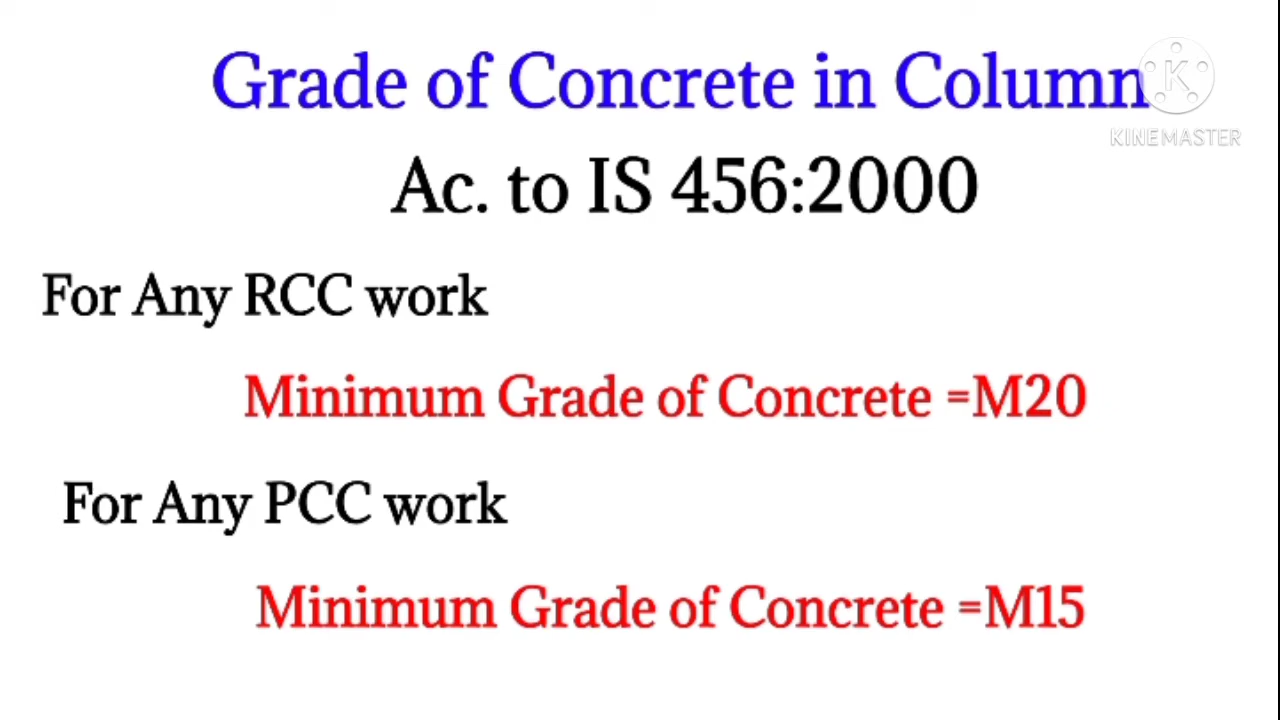 Grade of Concrete in Column
KINEMASTER
Ac. to IS 456:2000
For Any RCC work
Minimum Grade of Concrete =M20
For Any PCC work
Minimum Grade of Concrete =M15